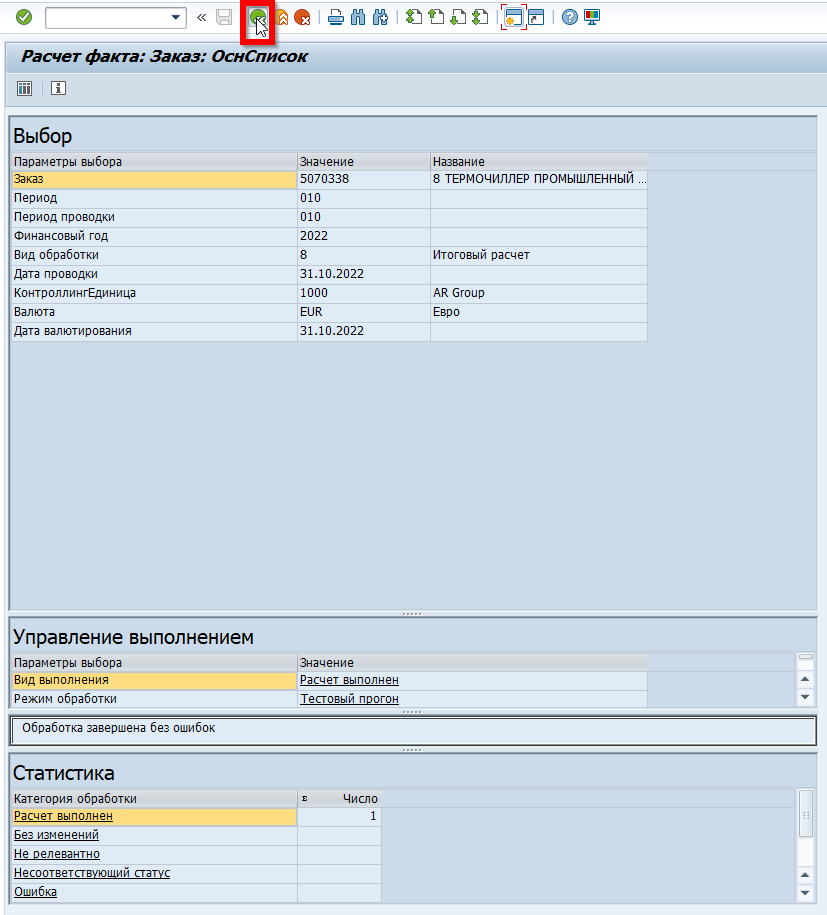 Расчет факта: Заказ: ОснСписок
Выбор
Параметры выбора Значение Название
Заказ 5070338 8 ТЕРМОЧИЛЛЕР ПРОМЫШЛЕННЫЙ ...
Период 010
Период проводки 010
Финансовый год 2022
Вид обработки 8 Итоговый расчет
Дата проводки 31.10.2022
КонтроллингЕдиница 1000 AR Group
Валюта EUR Евро
Дата валютирования 31.10.2022
Управление выполнением
Параметры выбора Значение
Вид выполнения Расчет выполнен
Режим обработки Тестовый прогон
Обработка завершена без ошибок
Статистика
Категория обработки Σ Число
Расчет выполнен 1
Без изменений
Не релевантно
Несоответствующий статус
Ошибка